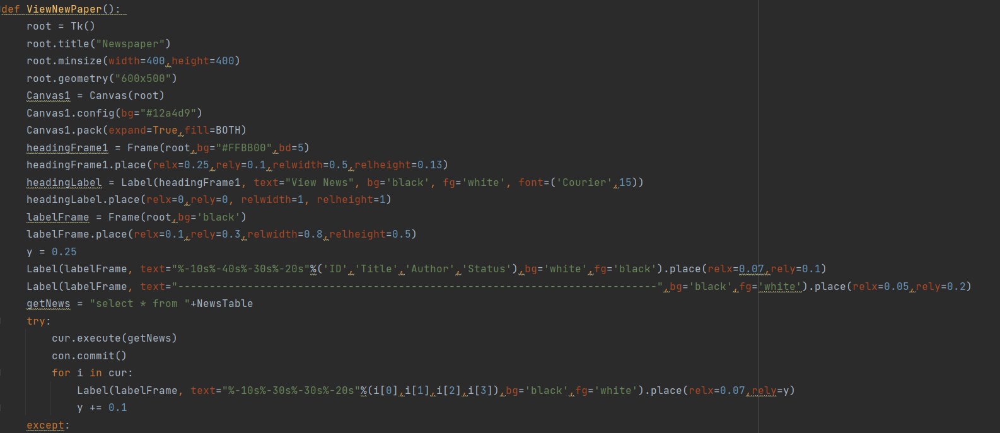 def ViewNewPaper():
    root = Tk()
    root.title("Newspaper")
    root.minsize(width=400,height=400)
    root.geometry("600x500")
    Canvas1 = Canvas(root)
    Canvas1.config(bg="#12a4d9")
    Canvas1.pack(expand=True,fill=BOTH)
    headingFrame1 = Frame(root,bg="#FFBB00",bd=5)
    headingFrame1.place(relx=0.25,rely=0.1,relwidth=0.5,relheight=0.13)
    headingLabel = Label(headingFrame1, text="View News", bg='black', fg='white', font=('Courier',15))
    headingLabel.place(relx=0,rely=0, relwidth=1, relheight=1)
    labelFrame = Frame(root,bg='black')
    labelFrame.place(relx=0.1,rely=0.3,relwidth=0.8,relheight=0.5)
    y = 0.25
    Label(labelFrame, text="%-10s%-40s%-30s%-20s"%('ID','Title','Author','Status'),bg='white',fg='black').place(relx=0.07,rely=0.1)
    Label(labelFrame, text="----------------------------------------------------------------------------",bg='black',fg='white').place(relx=0.05,rely=0.2)
    getNews = "select * from "+NewsTable
    try:
        cur.execute(getNews)
        con.commit()
        for i in cur:
            Label(labelFrame, text="%-10s%-30s%-30s%-20s"%(i[0],i[1],i[2],i[3]),bg='black',fg='white').place(relx=0.07,rely=y)
            y += 0.1
    except: